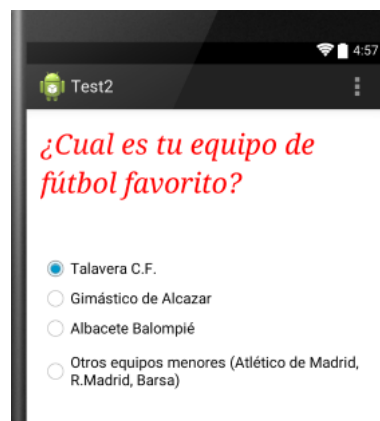 4:57
Test2
¿Cual es tu equipo de
fútbol favorito?
Talavera C.F.
Gimástico de Alcazar
Albacete Balompié
Otros equipos menores (Atlético de Madrid,
R.Madrid, Barsa)